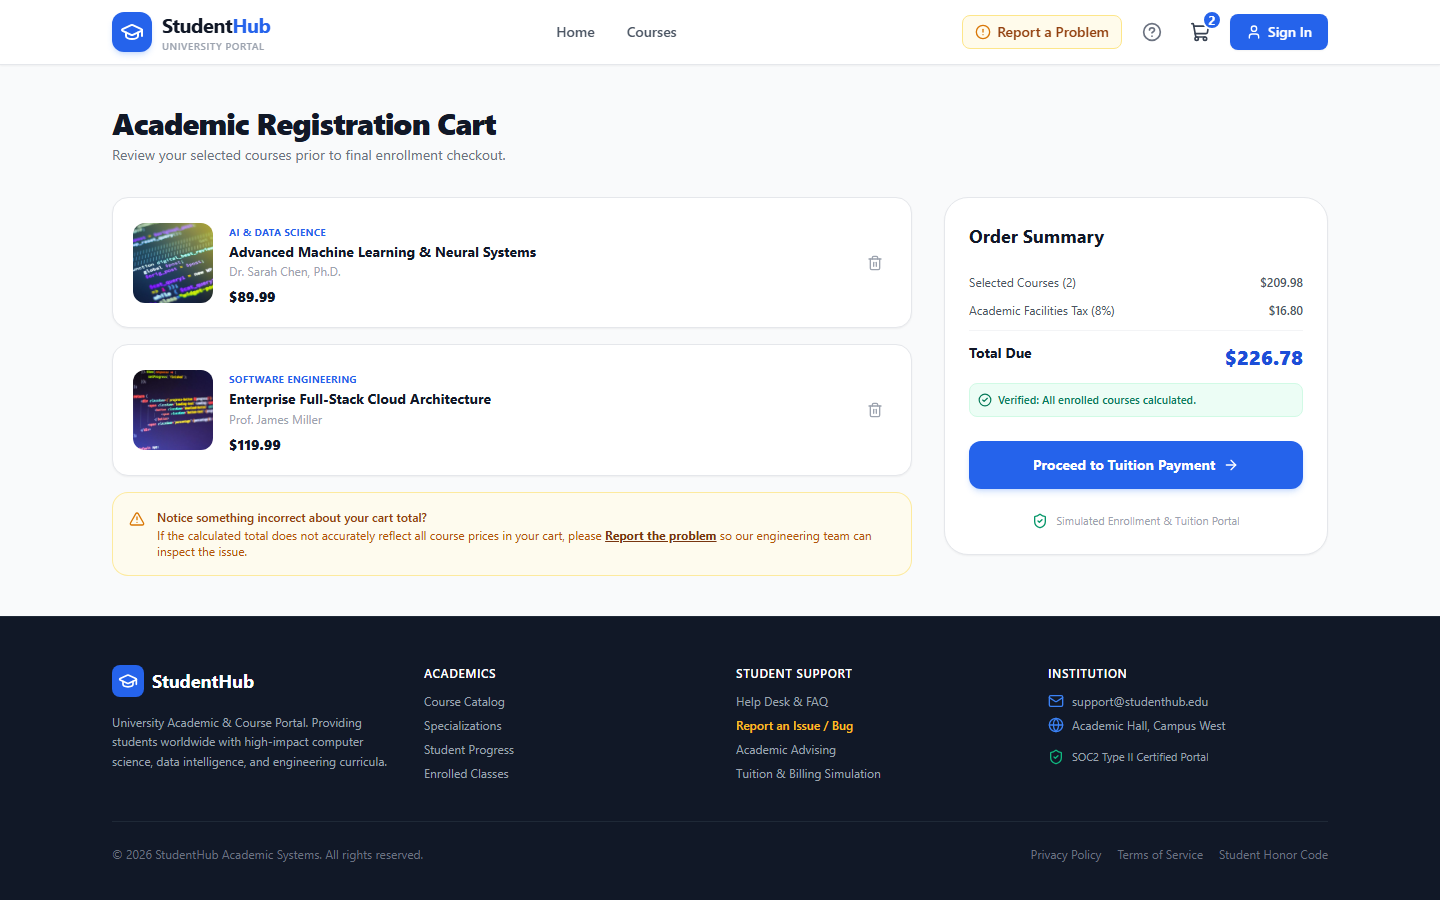 StudentHub
UNIVERSITY PORTAL
Home
Courses
Report a Problem
2
Sign In
Academic Registration Cart
Review your selected courses prior to final enrollment checkout.
AI & DATA SCIENCE
Advanced Machine Learning & Neural Systems
Dr. Sarah Chen, Ph.D.
$89.99
SOFTWARE ENGINEERING
Enterprise Full-Stack Cloud Architecture
Prof. James Miller
$119.99
Notice something incorrect about your cart total?
If the calculated total does not accurately reflect all course prices in your cart, please Report the problem so our engineering team can
inspect the issue.
Order Summary
Selected Courses (2) $209.98
Academic Facilities Tax (8%) $16.80
Total Due $226.78
Verified: All enrolled courses calculated.
Proceed to Tuition Payment
Simulated Enrollment & Tuition Portal
StudentHub
University Academic & Course Portal. Providing
students worldwide with high-impact computer
science, data intelligence, and engineering curricula.
ACADEMICS
Course Catalog
Specializations
Student Progress
Enrolled Classes
STUDENT SUPPORT
Help Desk & FAQ
Report an Issue / Bug
Academic Advising
Tuition & Billing Simulation
INSTITUTION
support@studenthub.edu
Academic Hall, Campus West
SOC2 Type II Certified Portal
© 2026 StudentHub Academic Systems. All rights reserved.
Privacy Policy
Terms of Service
Student Honor Code